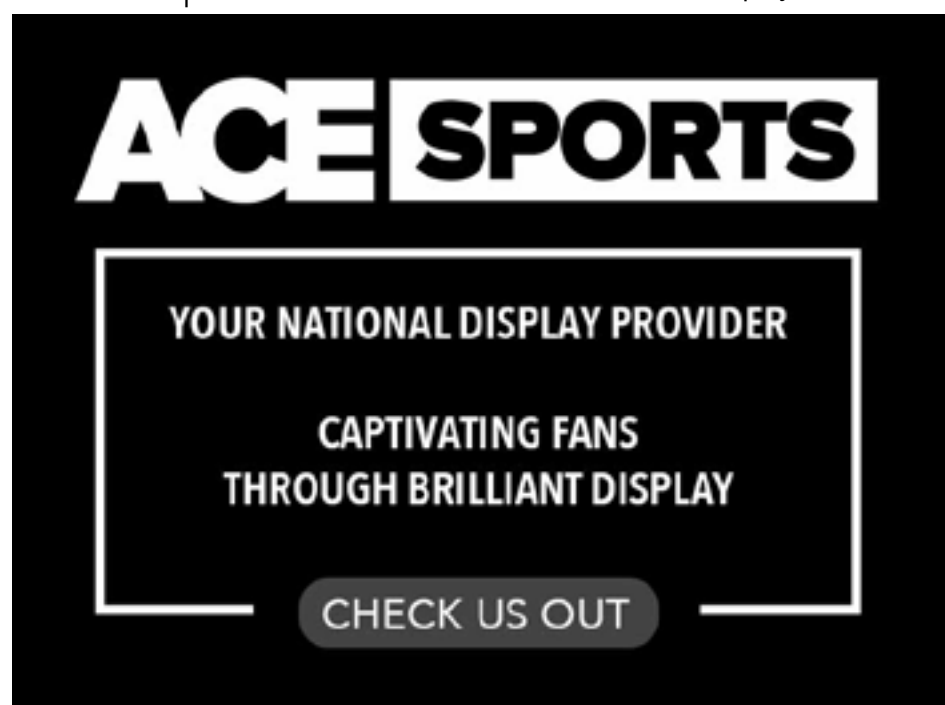 ACE SPORTS
YOUR NATIONAL DISPLAY PROVIDER
CAPTIVATING FANS
THROUGH BRILLIANT DISPLAY
CHECK US OUT